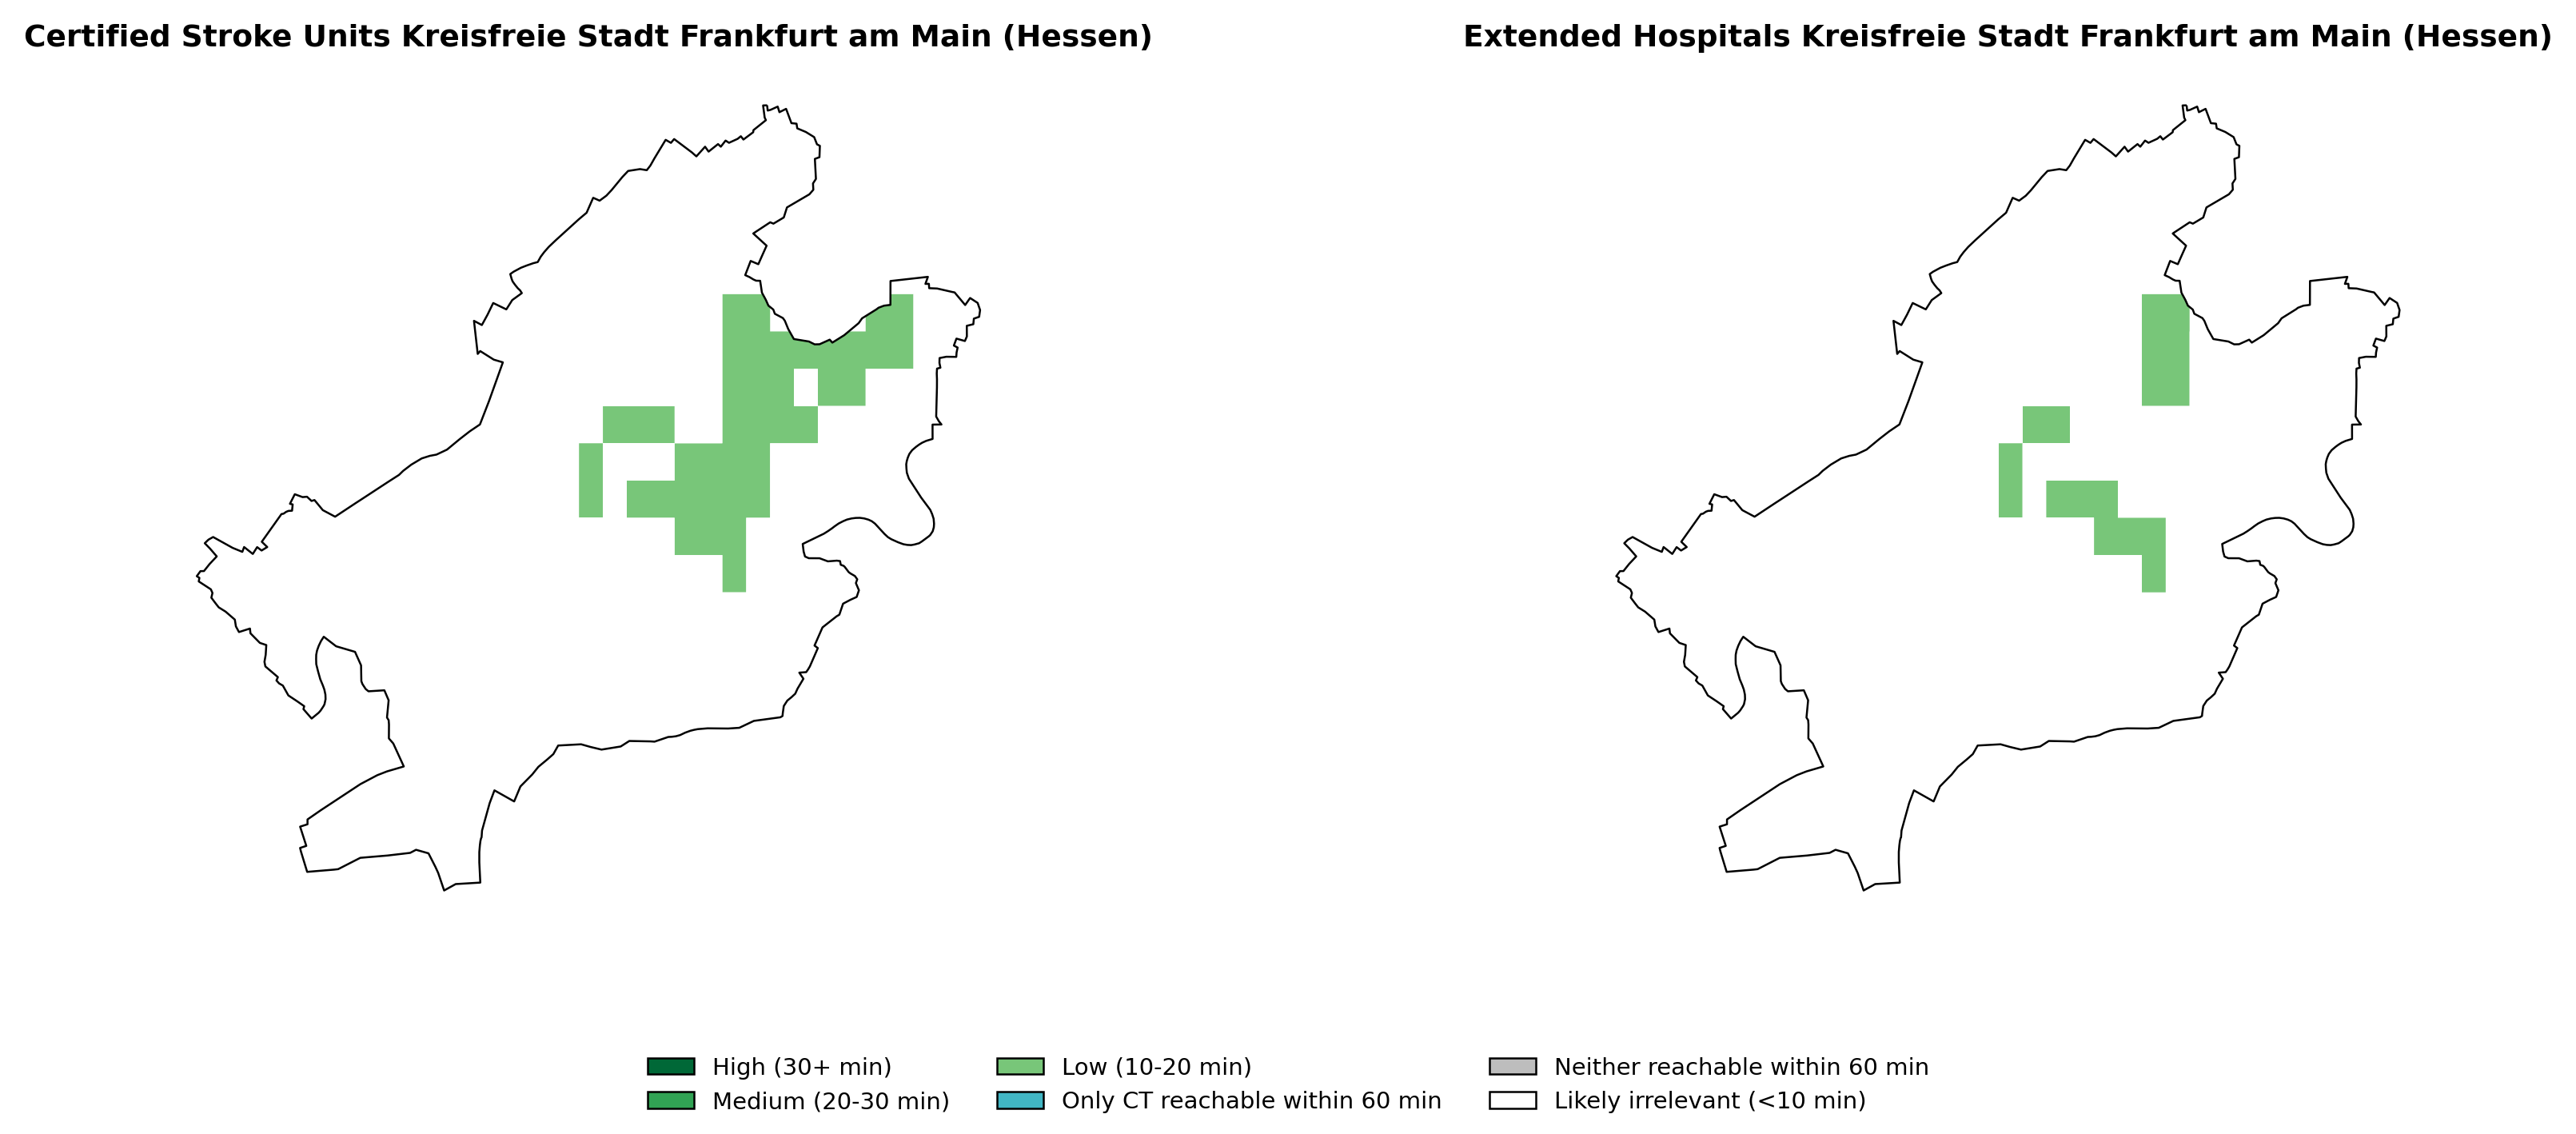 Certified Stroke Units Kreisfreie Stadt Frankfurt am Main (Hessen)
Extended Hospitals Kreisfreie Stadt Frankfurt am Main (Hessen)
High (30+ min)
Medium (20-30 min)
Low (10-20 min)
Only CT reachable within 60 min
Neither reachable within 60 min
Likely irrelevant (<10 min)